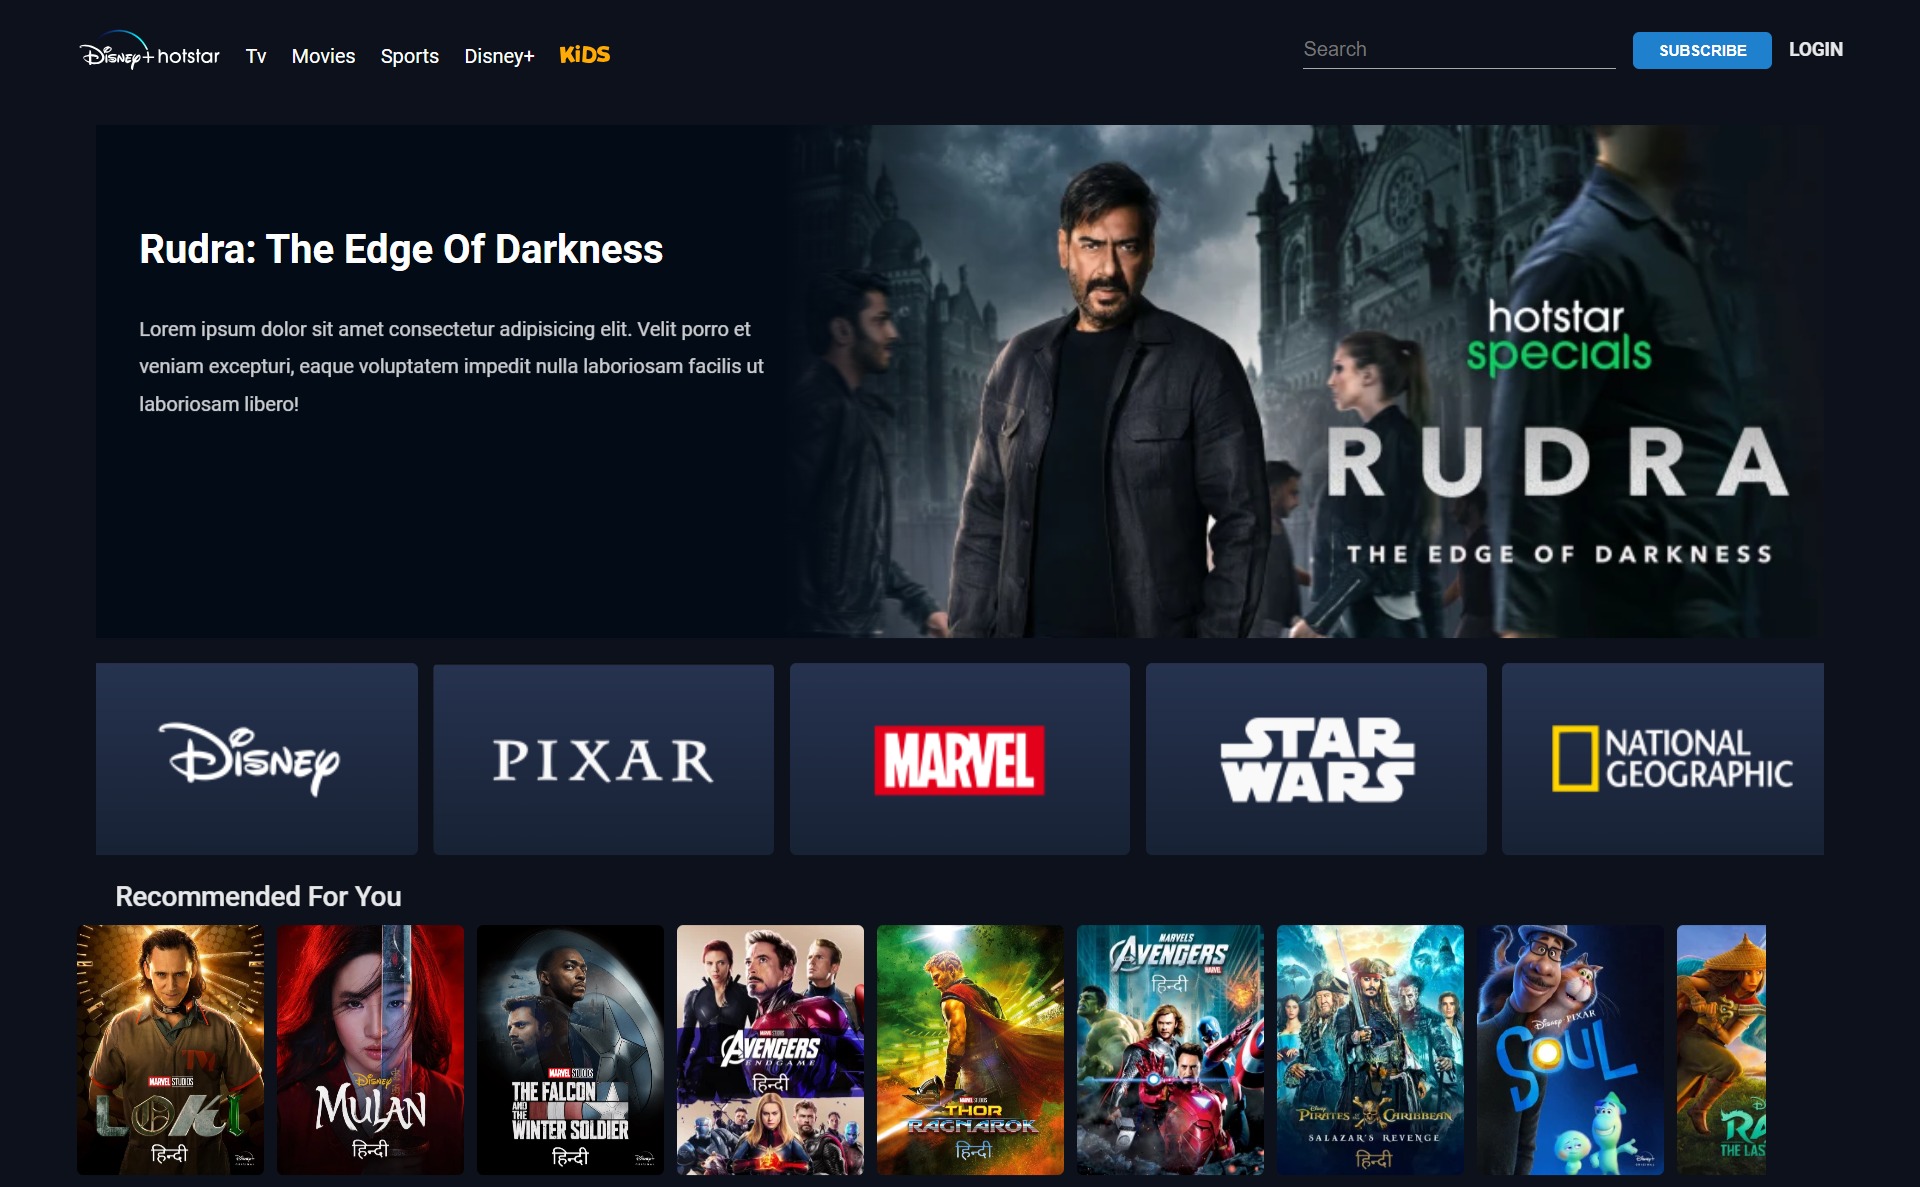 Disney+ hotstar Tv Movies Sports Disney+ KiDS Search SUBSCRIBE LOGIN
Rudra: The Edge Of Darkness
Lorem ipsum dolor sit amet consectetur adipisicing elit. Velit porro et
veniam excepturi, eaque voluptatem impedit nulla laboriosam facilis ut
laboriosam libero!
hotstar
specials
RUDRA
THE EDGE OF DARKNESS
Disney
PIXAR
MARVEL
STAR
WARS
NATIONAL
GEOGRAPHIC
Recommended For You
MARVEL STUDIOS
LOKI
हिन्दी
Disney+
Disney
MULAN
हिन्दी
MARVEL STUDIOS
THE FALCON
AND THE
WINTER SOLDIER
हिन्दी
Disney+
MARVEL STUDIOS
AVENGERS
ENDGAME
हिन्दी
MARVEL STUDIOS
THOR
RAGNAROK
हिन्दी
MARVEL'S
AVENGERS
MARVEL
हिन्दी
Disney
PIRATES OF THE CARIBBEAN
SALAZAR'S REVENGE
हिन्दी
Disney PIXAR
SOUL
Disney+
RA
THE LAS